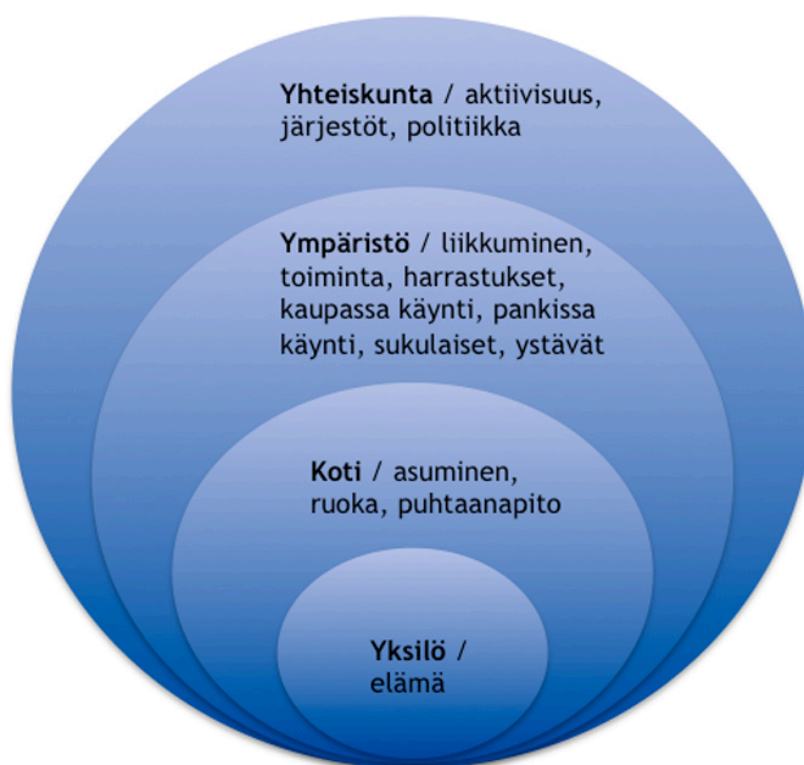 Yhteiskunta / aktiivisuus,
järjestöt, politiikka
Ympäristö / liikkuminen,
toiminta, harrastukset,
kaupassa käynti, pankissa
käynti, sukulaiset, ystävät
Koti / asuminen,
ruoka, puhtaanapito
Yksilö /
elämä